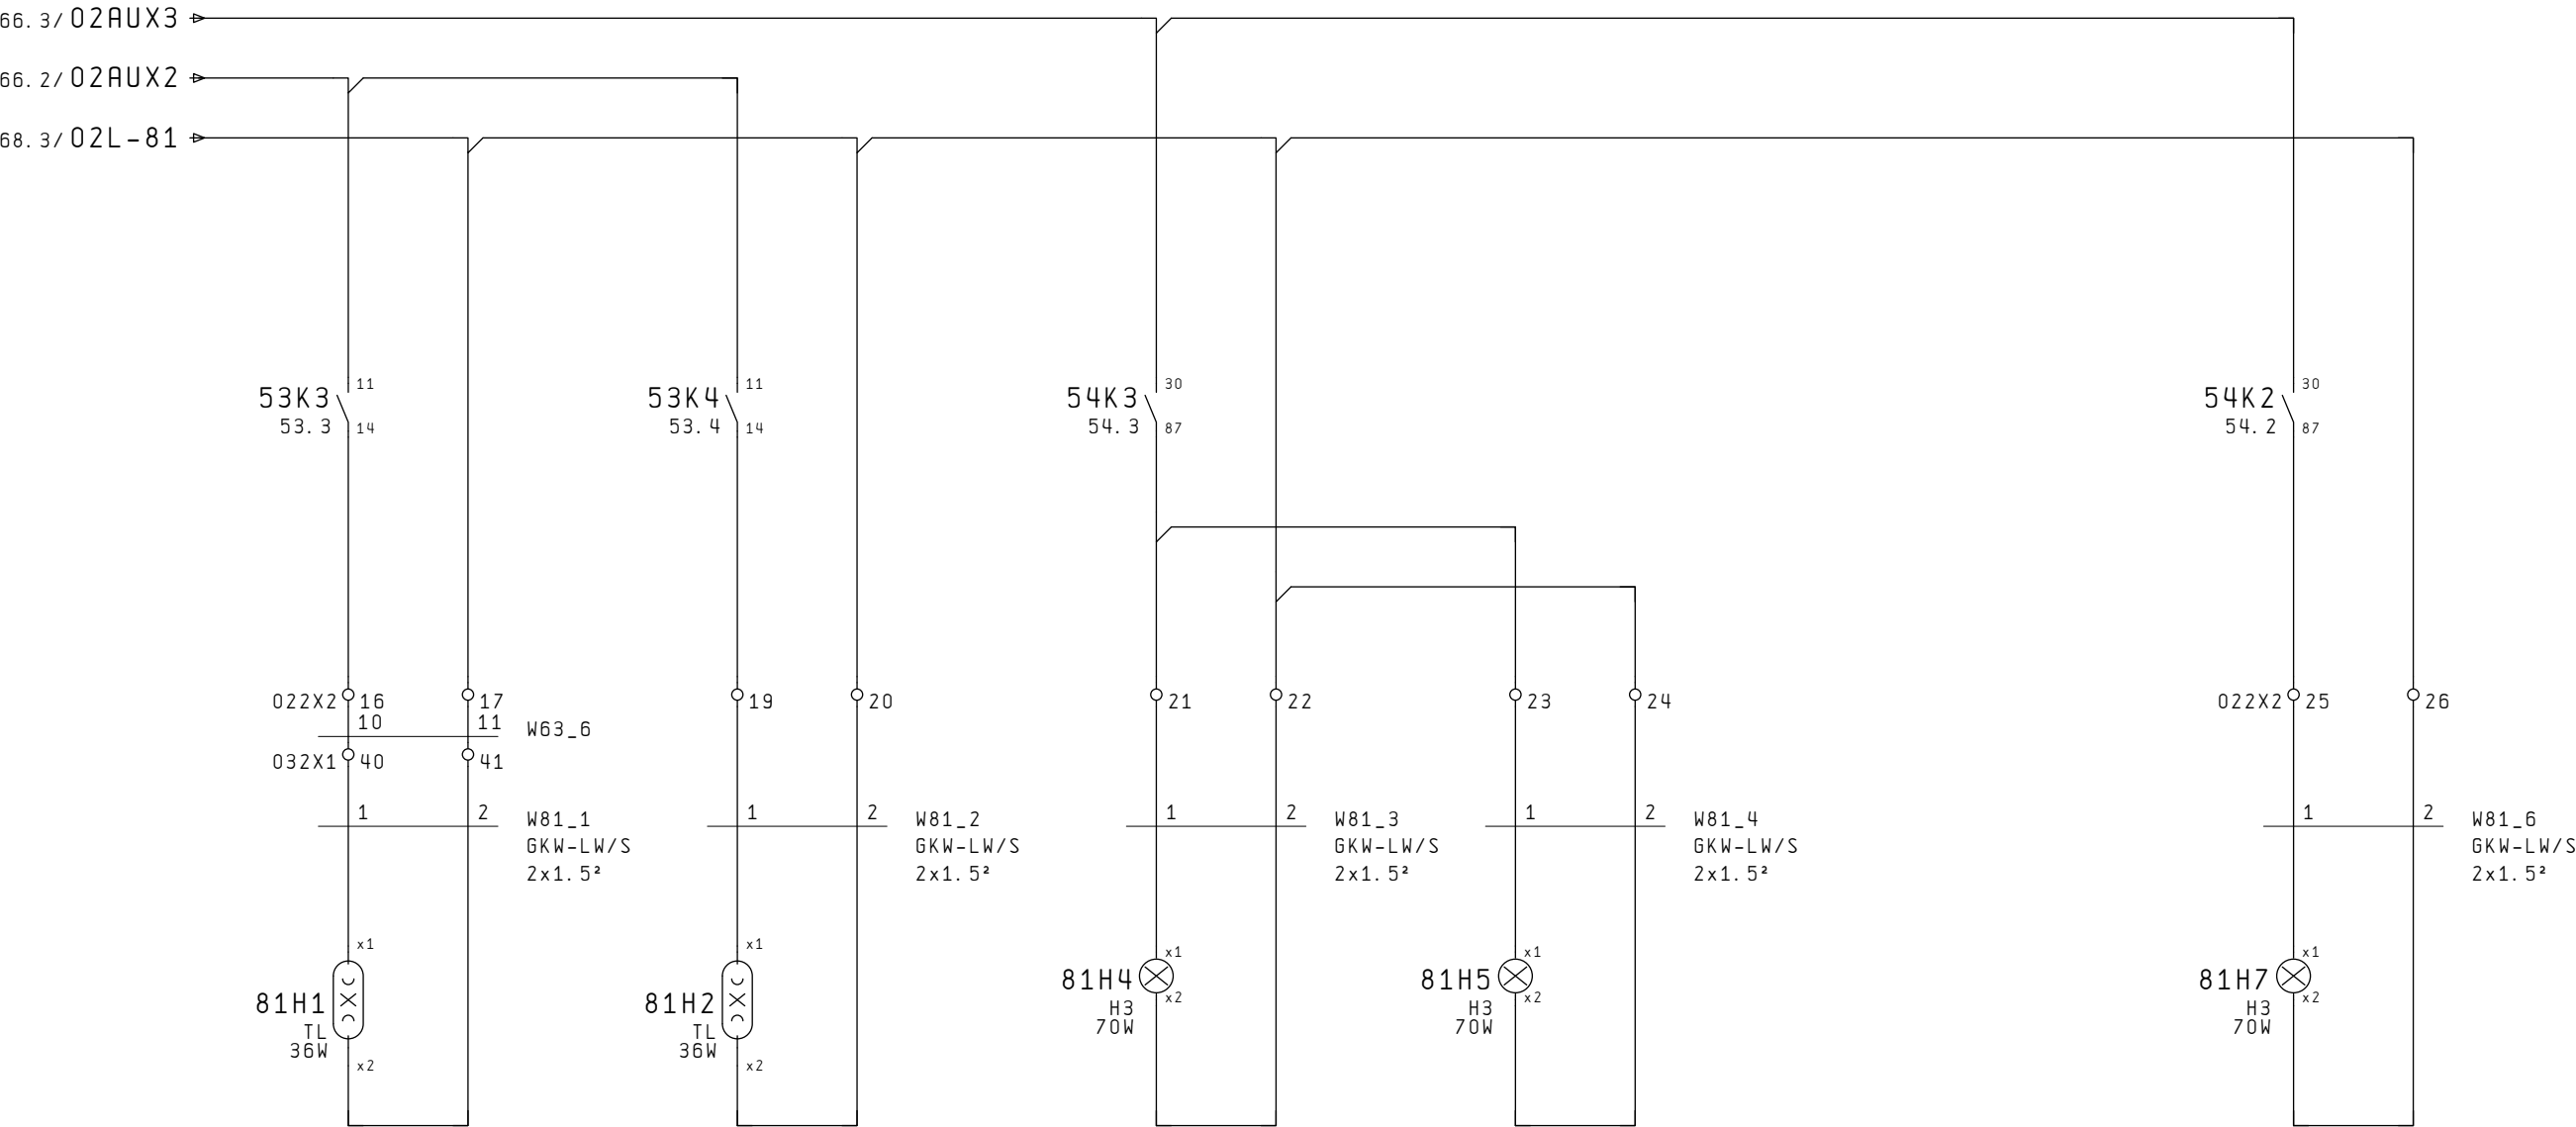 66.3/02AUX3
66.2/02AUX2
68.3/02L-81
11
53K3
53.3
14
11
53K4
53.4
14
30
54K3
54.3
87
30
54K2
54.2
87
022X2 16
17
19
20
21
22
23
24
022X2 25
26
10
11
W63_6
032X1 40
41
1
2
W81_1
GKW-LW/S
2x1.5²
1
2
W81_2
GKW-LW/S
2x1.5²
1
2
W81_3
GKW-LW/S
2x1.5²
1
2
W81_4
GKW-LW/S
2x1.5²
1
2
W81_6
GKW-LW/S
2x1.5²
x1
81H1
TL
36W
x2
x1
81H2
TL
36W
x2
x1
81H4
x2
H3
70W
x1
81H5
x2
H3
70W
x1
81H7
x2
H3
70W